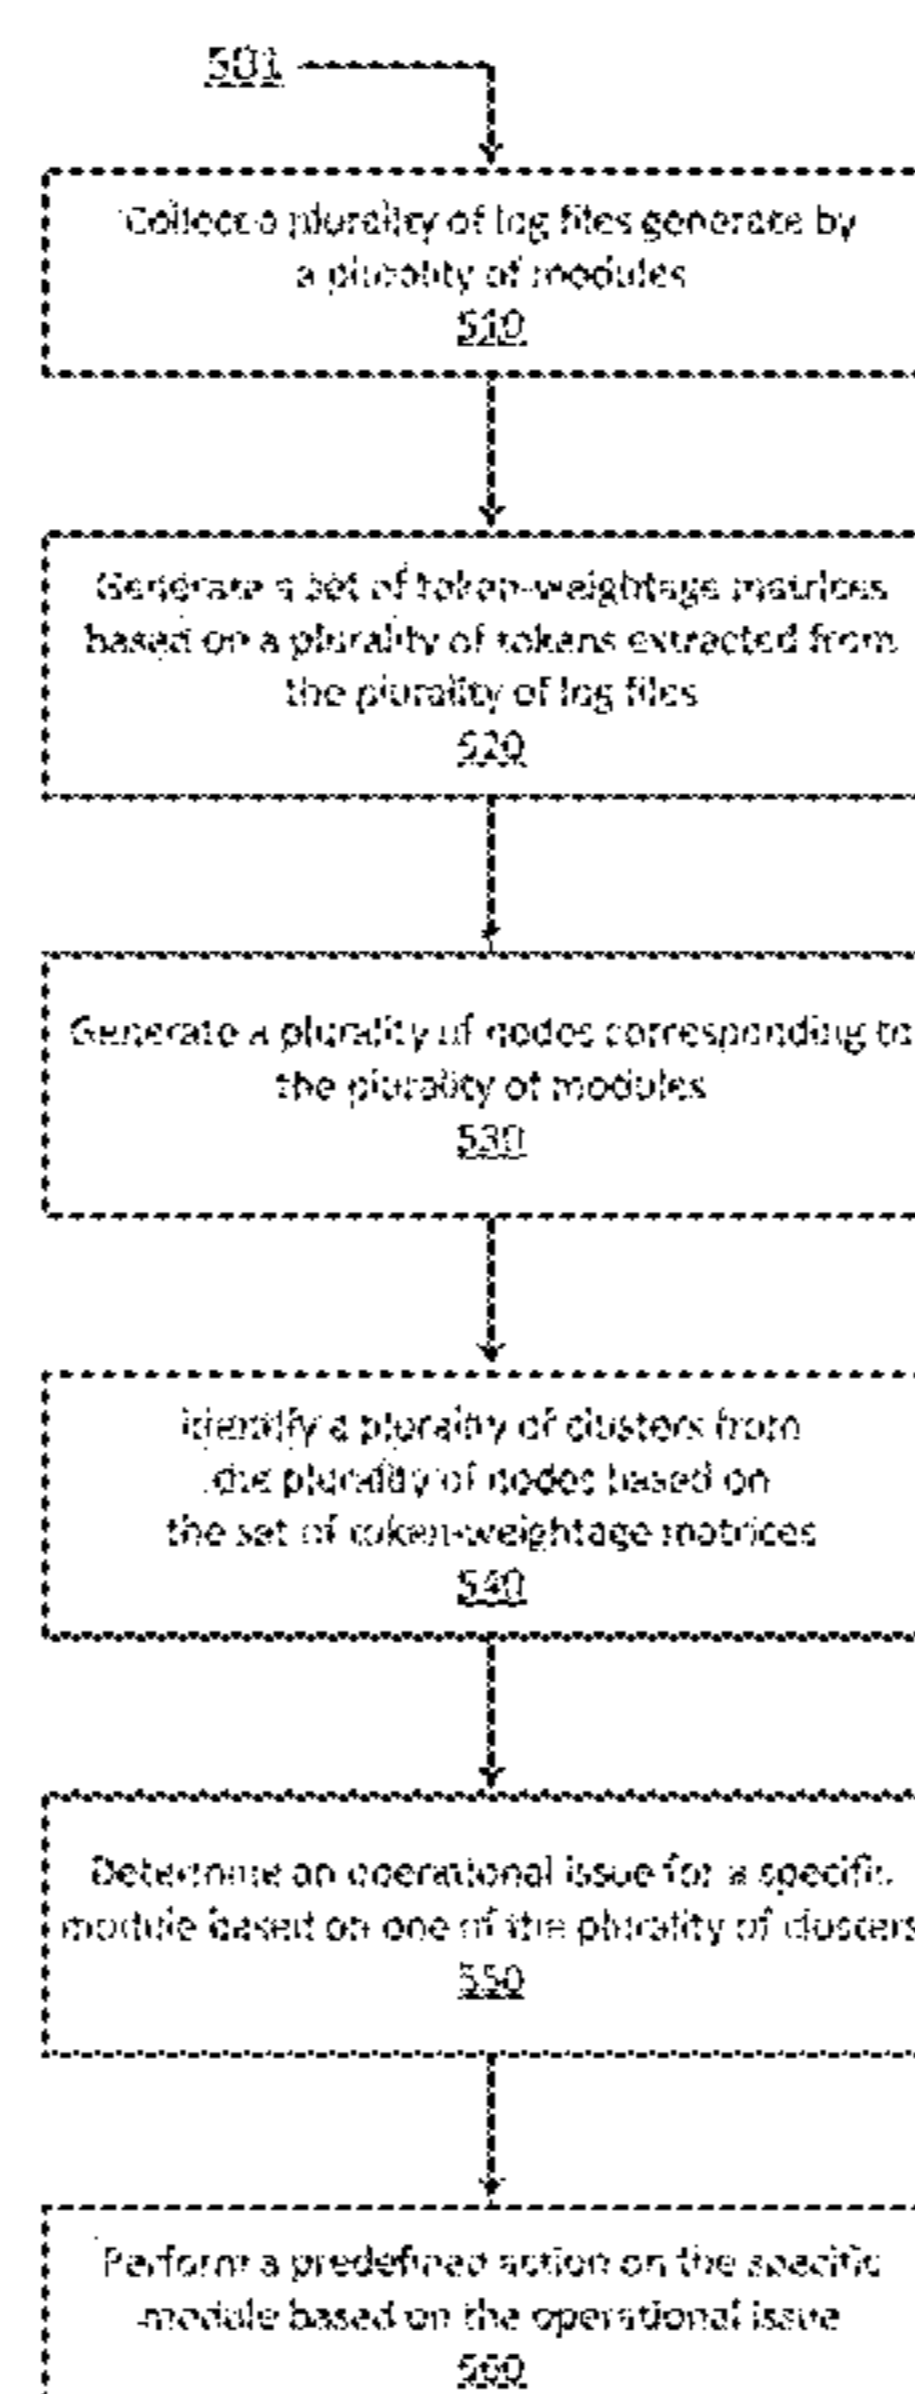 501
Collect a plurality of log files generate by
a plurality of modules
510
Generate a set of token-weightage matrices
based on a plurality of tokens extracted from
the plurality of log files
520
Generate a plurality of nodes corresponding to
the plurality of modules
530
Identify a plurality of clusters from
the plurality of nodes based on
the set of token-weightage matrices
540
Determine an operational issue for a specific
module based on one of the plurality of clusters
550
Perform a predefined action on the specific
module based on the operational issue
560